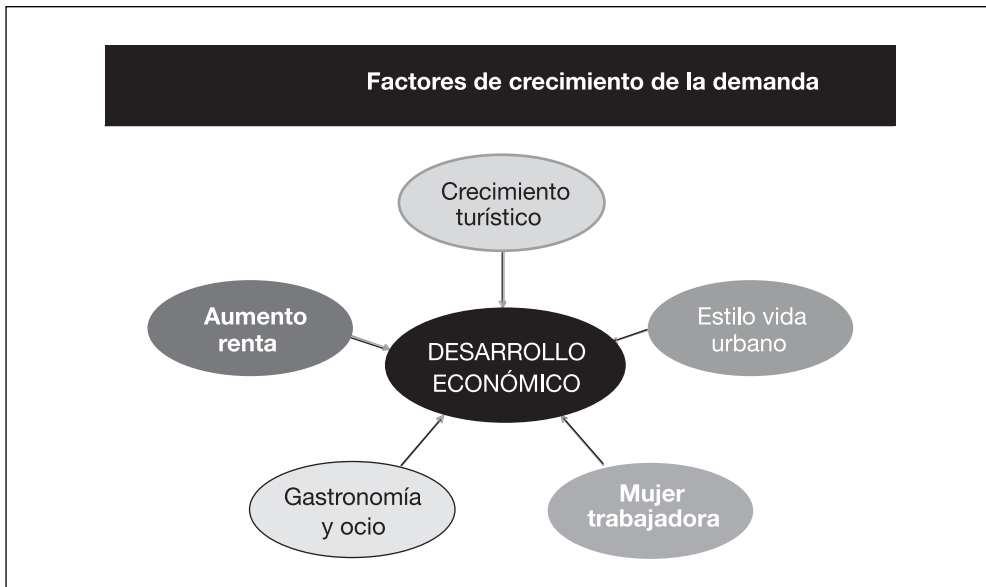 Factores de crecimiento de la demanda
Crecimiento
turístico
Aumento
renta
Estilo vida
urbano
DESARROLLO
ECONÓMICO
Gastronomía
y ocio
Mujer
trabajadora